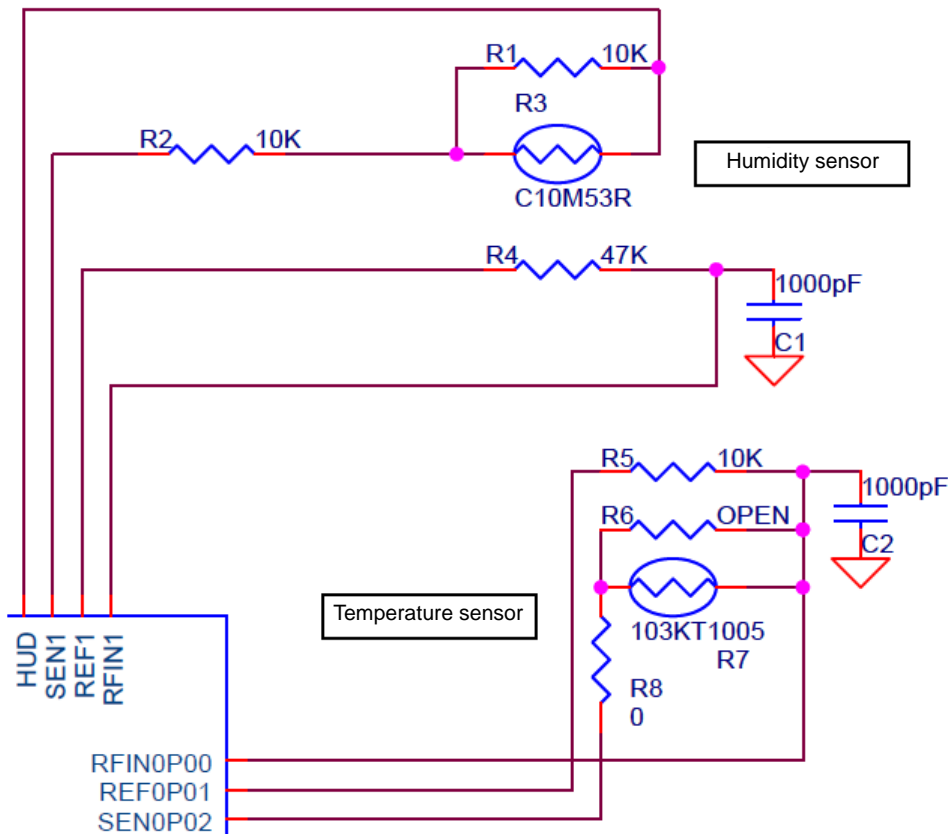 R1 10K
R3
R2 10K
Humidity sensor
C10M53R
R4 47K
1000pF
C1
R5 10K
1000pF
R6 OPEN
C2
Temperature sensor
103KT1005
R7
HUD
SEN1
REF1
RFIN1
R8
0
RFIN0P00
REF0P01
SEN0P02